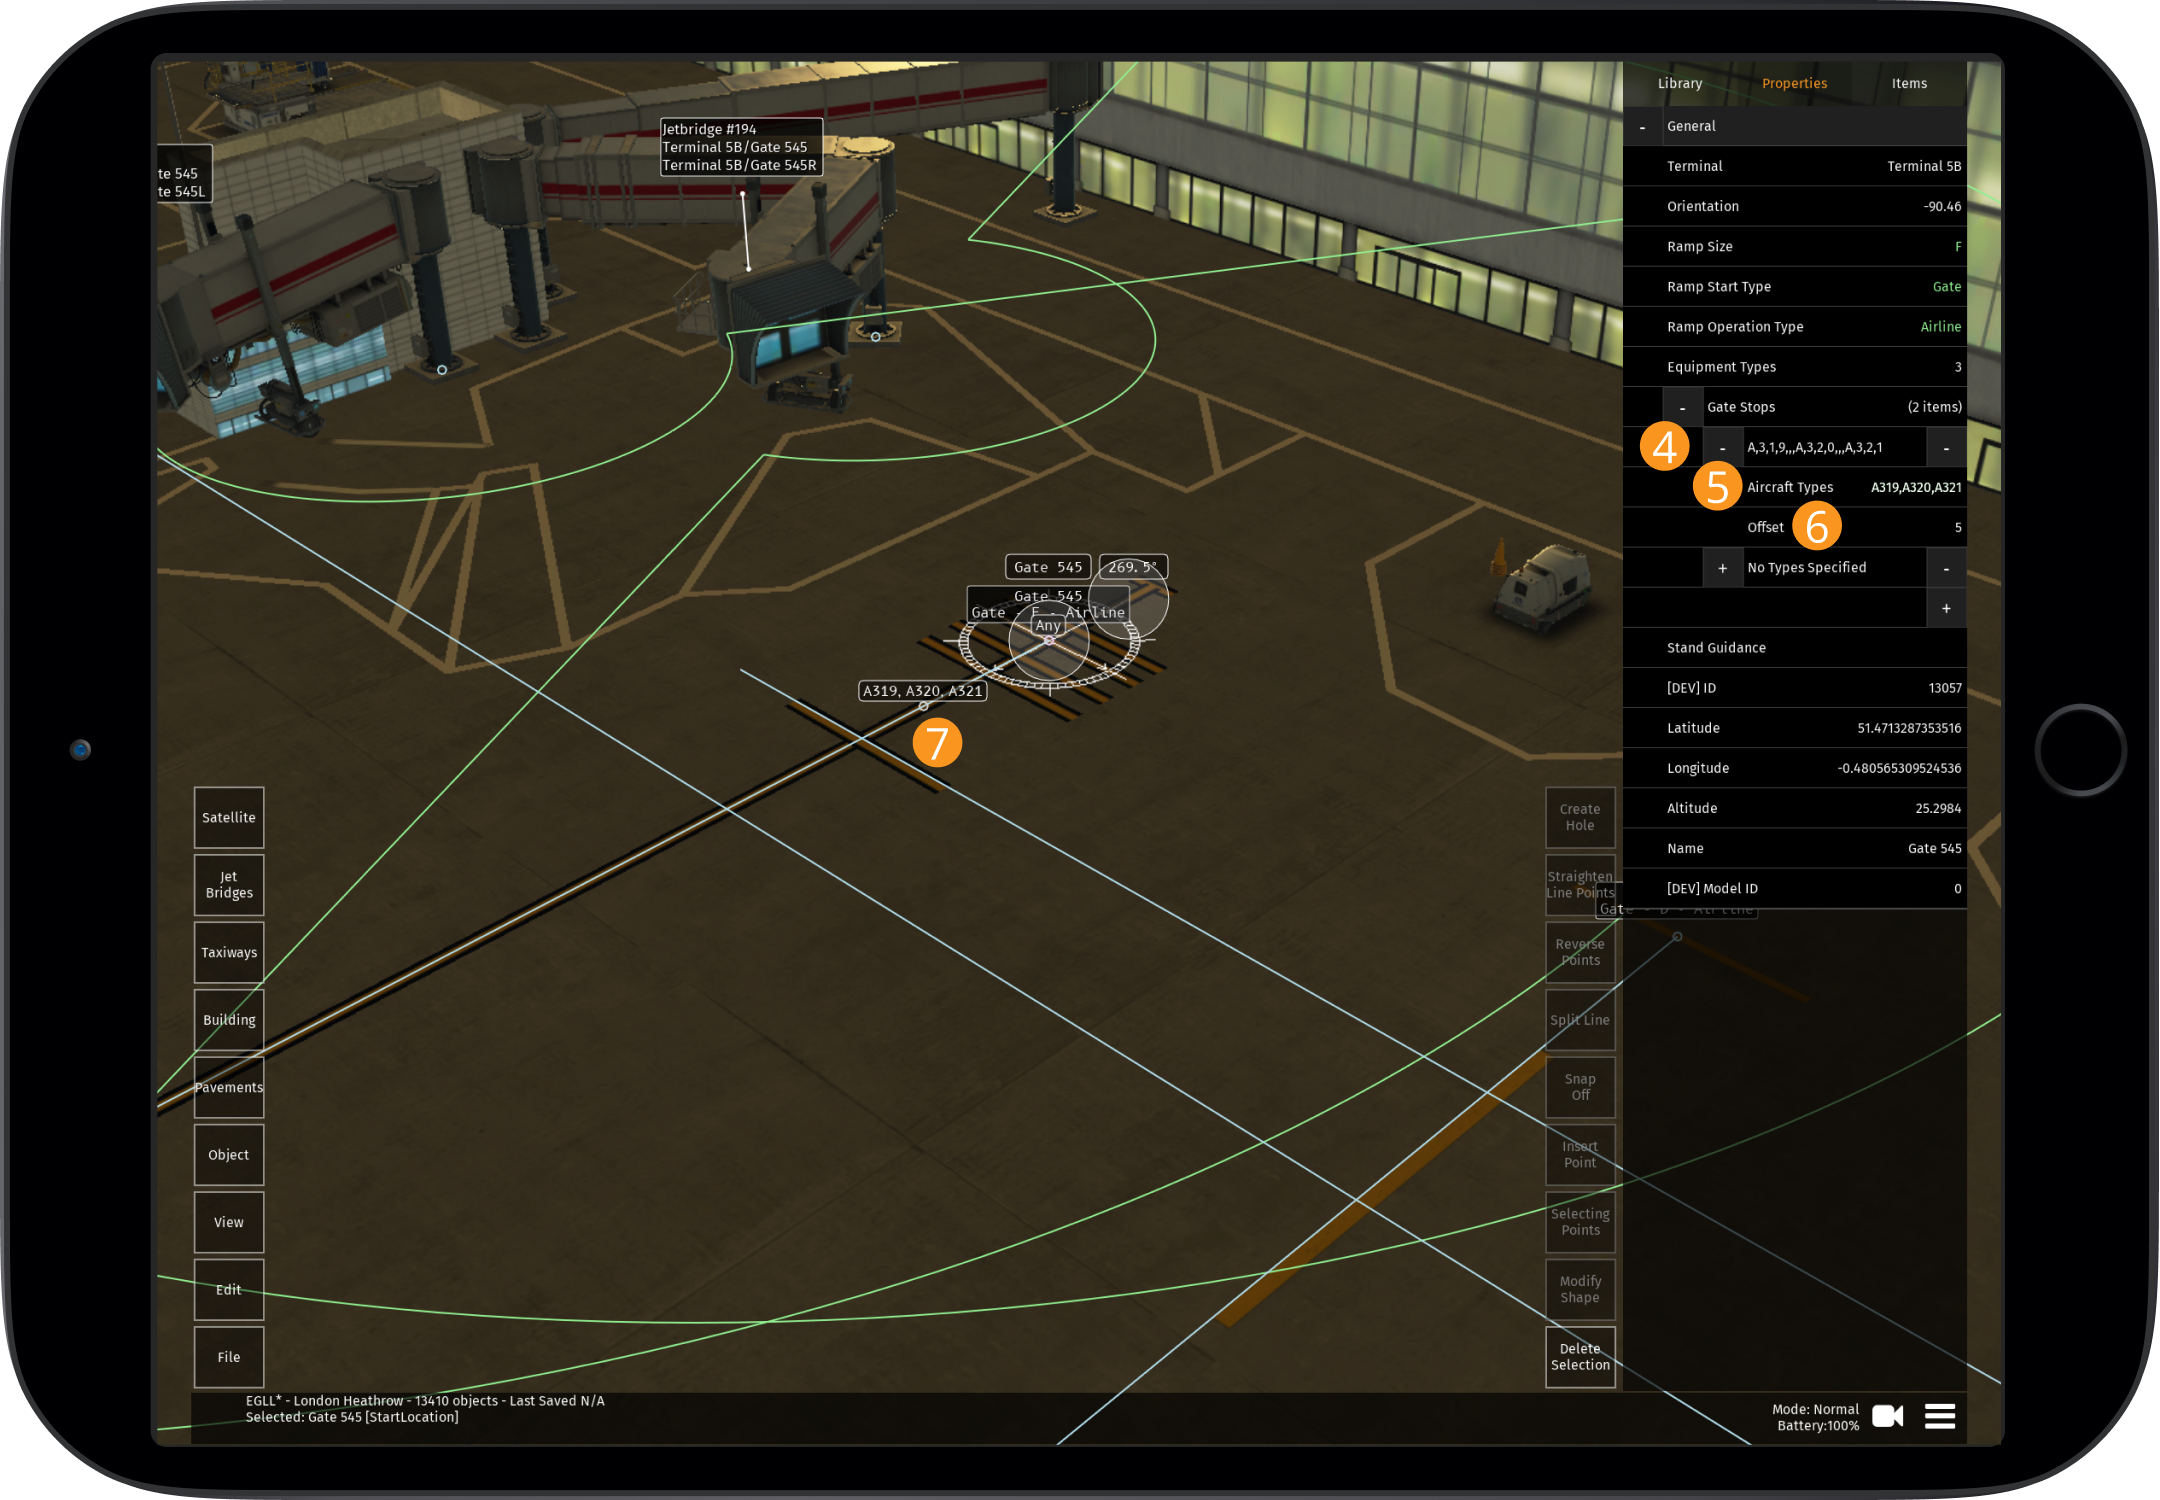 Library
Properties
Items
- General
Terminal Terminal 5B
Orientation -90.46
Ramp Size F
Ramp Start Type Gate
Ramp Operation Type Airline
Equipment Types 3
- Gate Stops (2 items)
4 - A,3,1,9,,,A,3,2,0,,,A,3,2,1 -
5 Aircraft Types A319,A320,A321
Offset 6 5
+ No Types Specified -
+
Stand Guidance
[DEV] ID 13057
Latitude 51.4713287353516
Longitude -0.480565309524536
Altitude 25.2984
Name Gate 545
[DEV] Model ID 0
Jetbridge #194
Terminal 5B/Gate 545
Terminal 5B/Gate 545R
te 545
te 545L
Gate 545
269.5°
Gate 545
Gate - F - Airline
Any
A319, A320, A321
7
Gate - D - Airline
Satellite
Jet
Bridges
Taxiways
Building
Pavements
Object
View
Edit
File
Create
Hole
Straighten
Line Points
Reverse
Points
Split Line
Snap
Off
Insert
Point
Selecting
Points
Modify
Shape
Delete
Selection
EGLL* - London Heathrow - 13410 objects - Last Saved N/A
Selected: Gate 545 [StartLocation]
Mode: Normal
Battery:100%